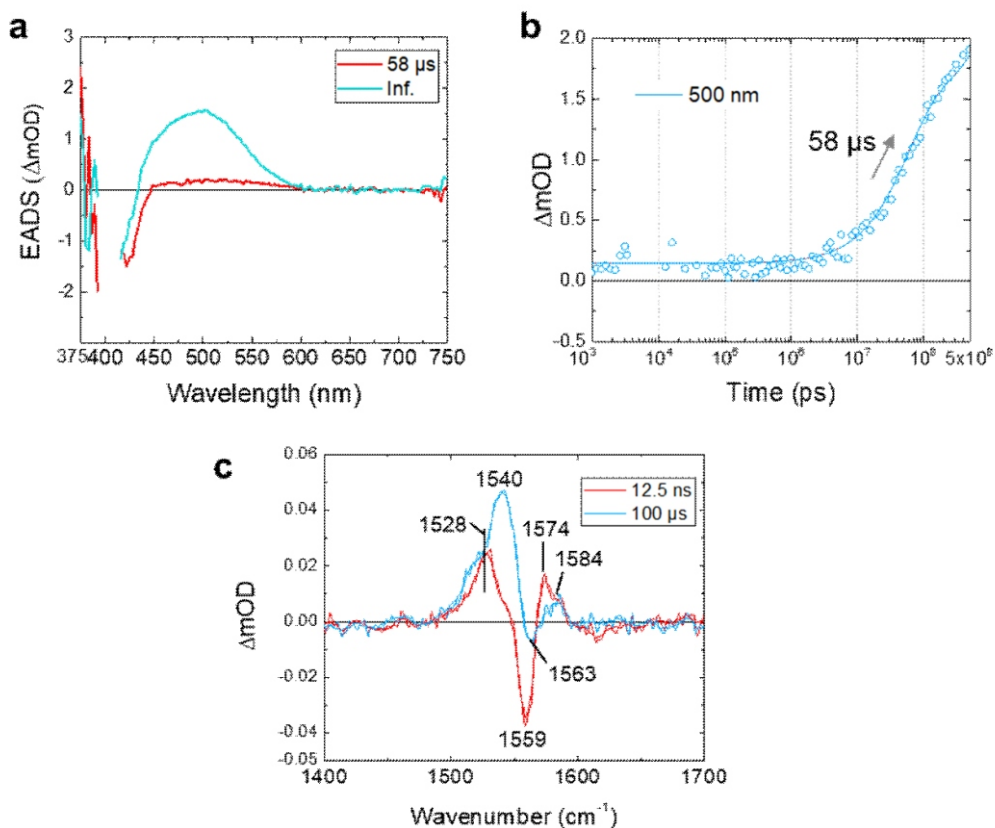 a
3
2
1
0
-1
-2
EADS (ΔmOD)
58 μs
Inf.
375400 450 500 550 600 650 700 750
Wavelength (nm)
b
2.0
1.5
1.0
0.5
0.0
-0.5
ΔmOD
500 nm
58 μs
10³ 10⁴ 10⁵ 10⁶ 10⁷ 10⁸ 5x10⁸
Time (ps)
c
0.06
0.04
0.02
0.00
-0.02
-0.04
-0.05
ΔmOD
1540
1528
1574
1584
1563
1559
12.5 ns
100 μs
1400 1500 1600 1700
Wavenumber (cm⁻¹)